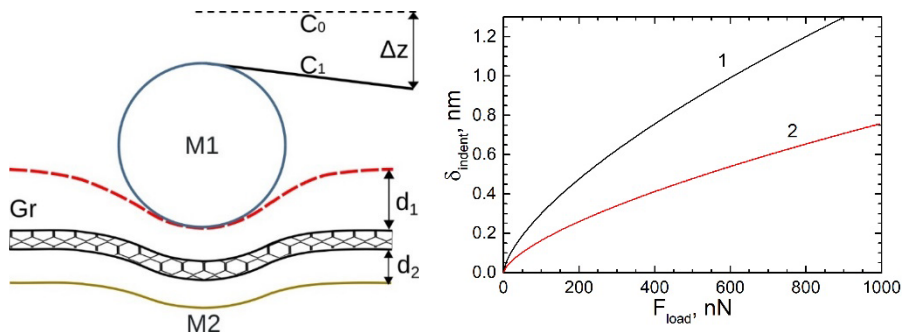 C₀
Δz
C₁
M1
d₁
Gr
d₂
M2
δindent, nm
1.2
1.0
0.8
0.6
0.4
0.2
0.0
1
2
0 200 400 600 800 1000
Fload, nN